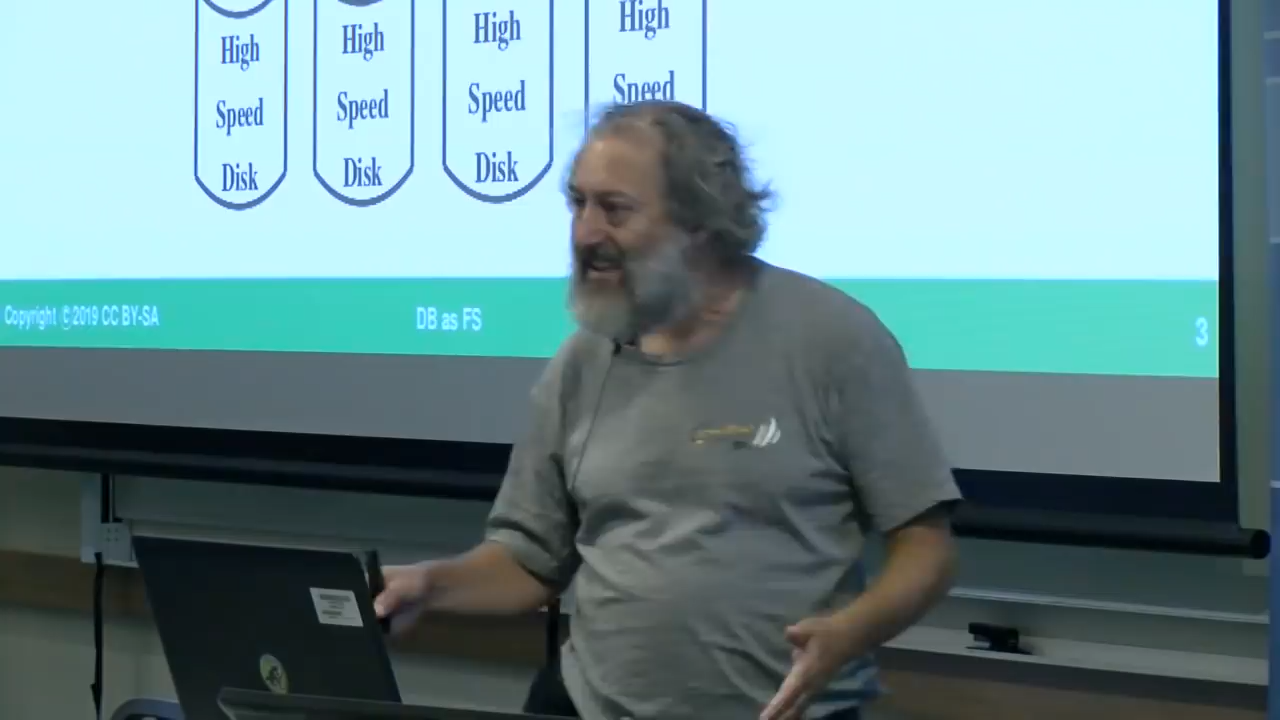 High
Speed
Disk
High
Speed
Disk
High
Speed
Disk
High
Speed
Copyright ©2019 CC BY-SA
DB as FS
3